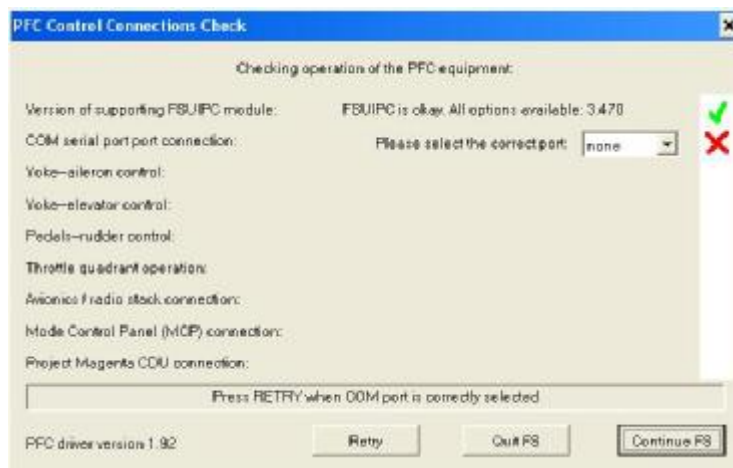 PFC Control Connections Check
Checking operation of the PFC equipment:
Version of supporting FSUIPC module: FSUIPC is okay. All options available: 3.470
COM serial port port connection: Please select the correct port: none
Yoke--aileron control:
Yoke--elevator control:
Pedals--rudder control:
Throttle quadrant operation:
Avionics / radio stack connection:
Mode Control Panel (MCP) connection:
Project Magenta CDU connection:
Press RETRY when COM port is correctly selected
PFC driver version 1.92 Retry Quit FS Continue FS